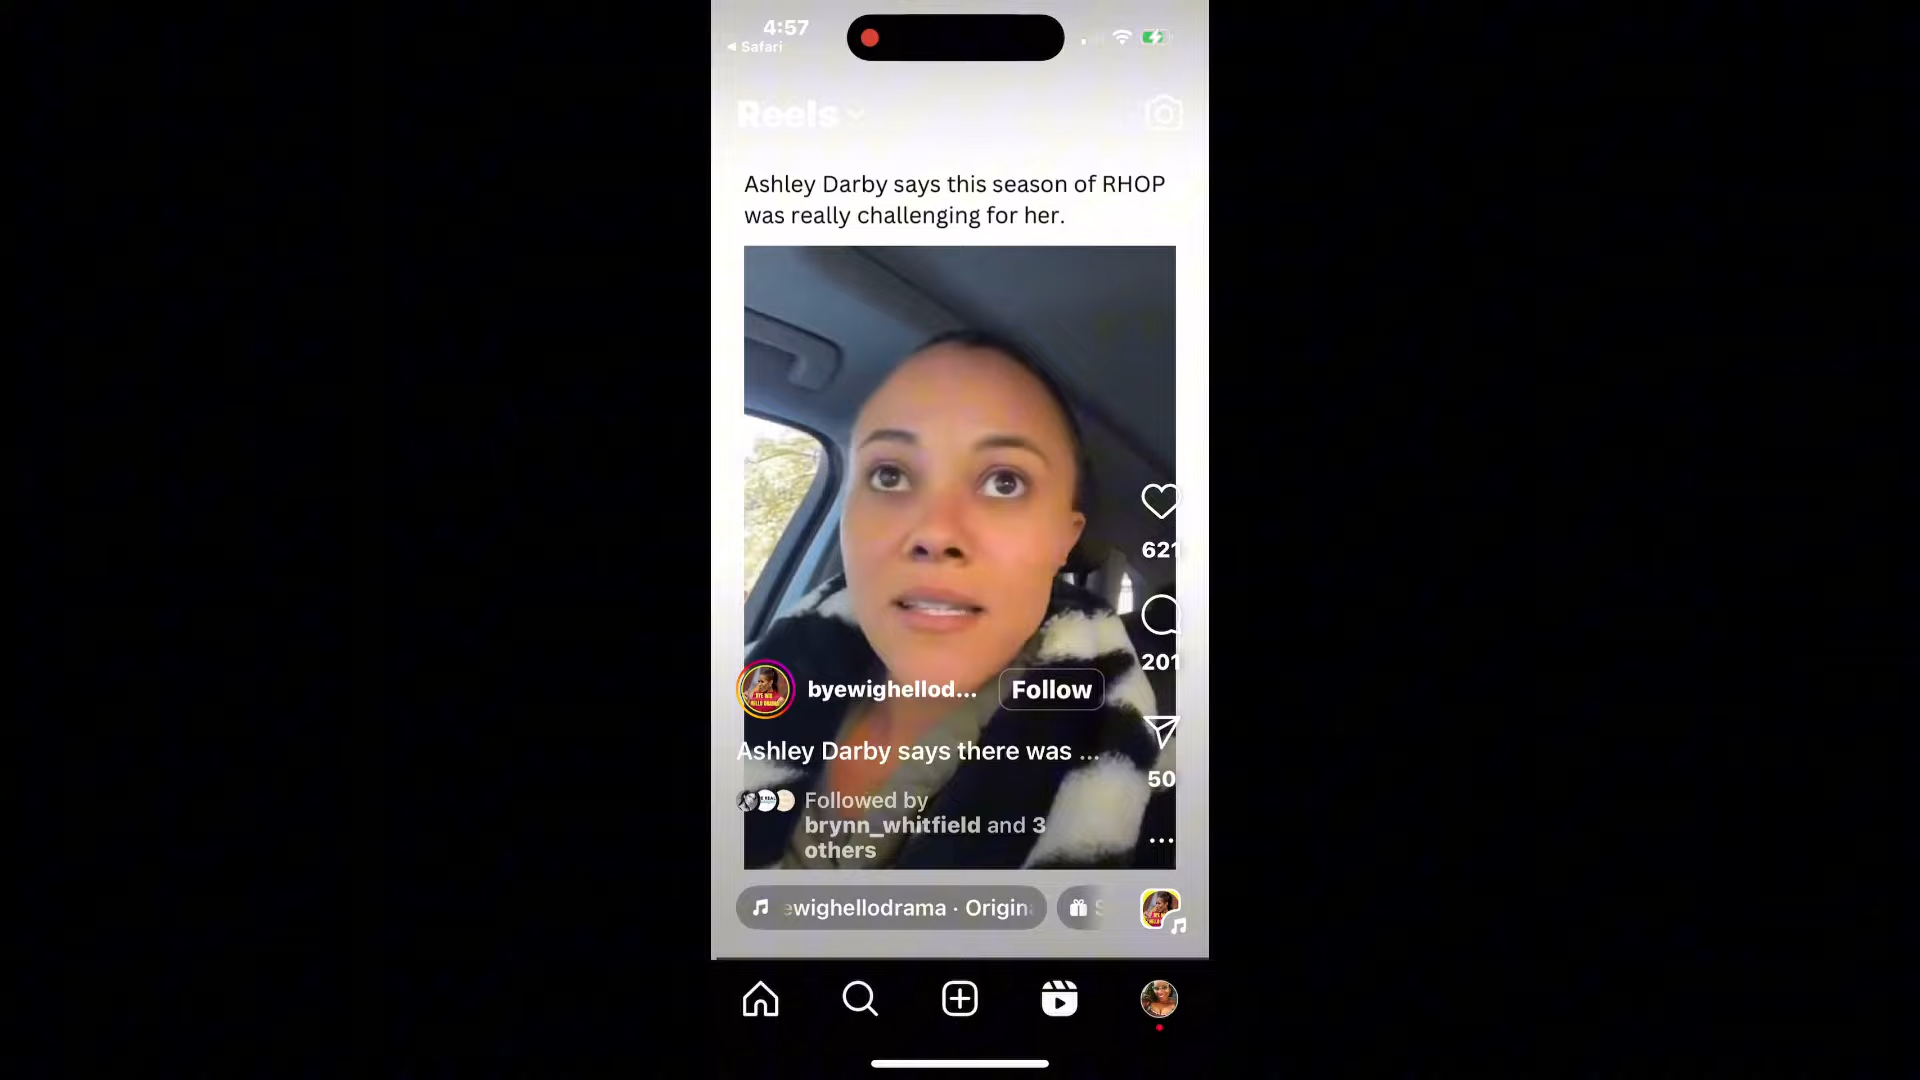 4:57
◀ Safari
Reels
Ashley Darby says this season of RHOP
was really challenging for her.
621
201
byewighellod...
Follow
Ashley Darby says there was ...
50
Followed by
brynn_whitfield and 3
others
ewighellodrama · Origin
S